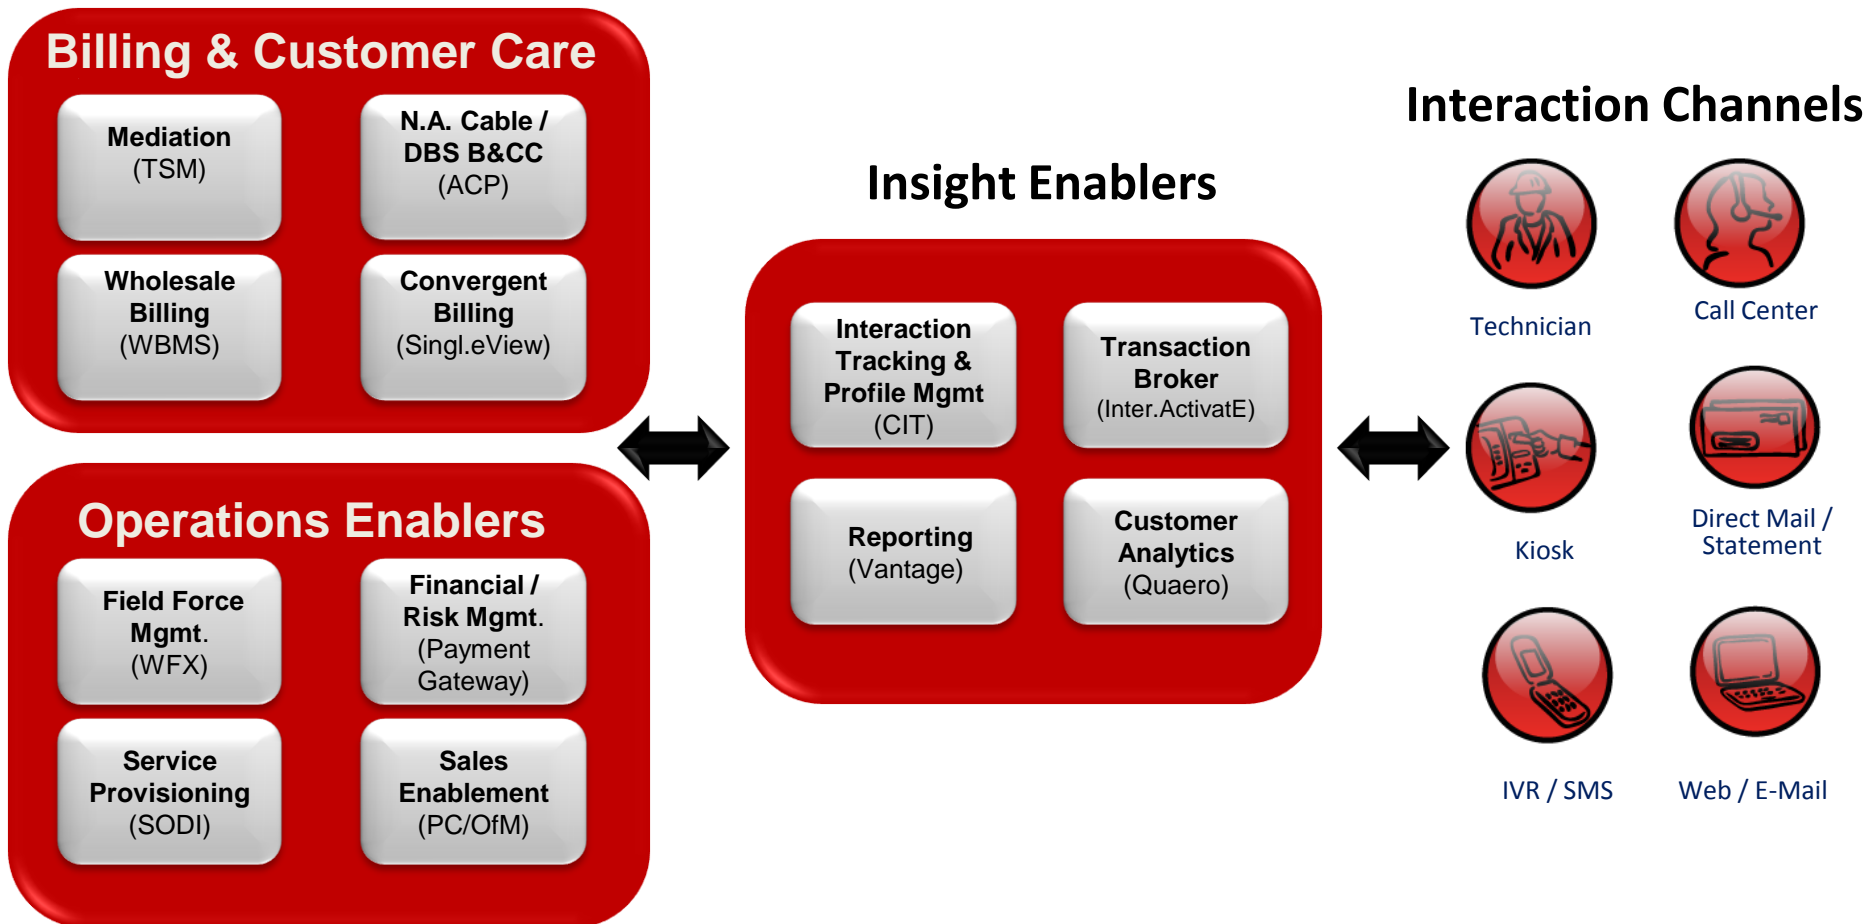 Billing & Customer Care
Mediation
(TSM)
N.A. Cable /
DBS B&CC
(ACP)
Wholesale
Billing
(WBMS)
Convergent
Billing
(Singl.eView)
Operations Enablers
Field Force
Mgmt.
(WFX)
Financial /
Risk Mgmt.
(Payment
Gateway)
Service
Provisioning
(SODI)
Sales
Enablement
(PC/OfM)
Insight Enablers
Interaction
Tracking &
Profile Mgmt
(CIT)
Transaction
Broker
(Inter.ActivatE)
Reporting
(Vantage)
Customer
Analytics
(Quaero)
Interaction Channels
Technician
Call Center
Kiosk
Direct Mail /
Statement
IVR / SMS
Web / E-Mail